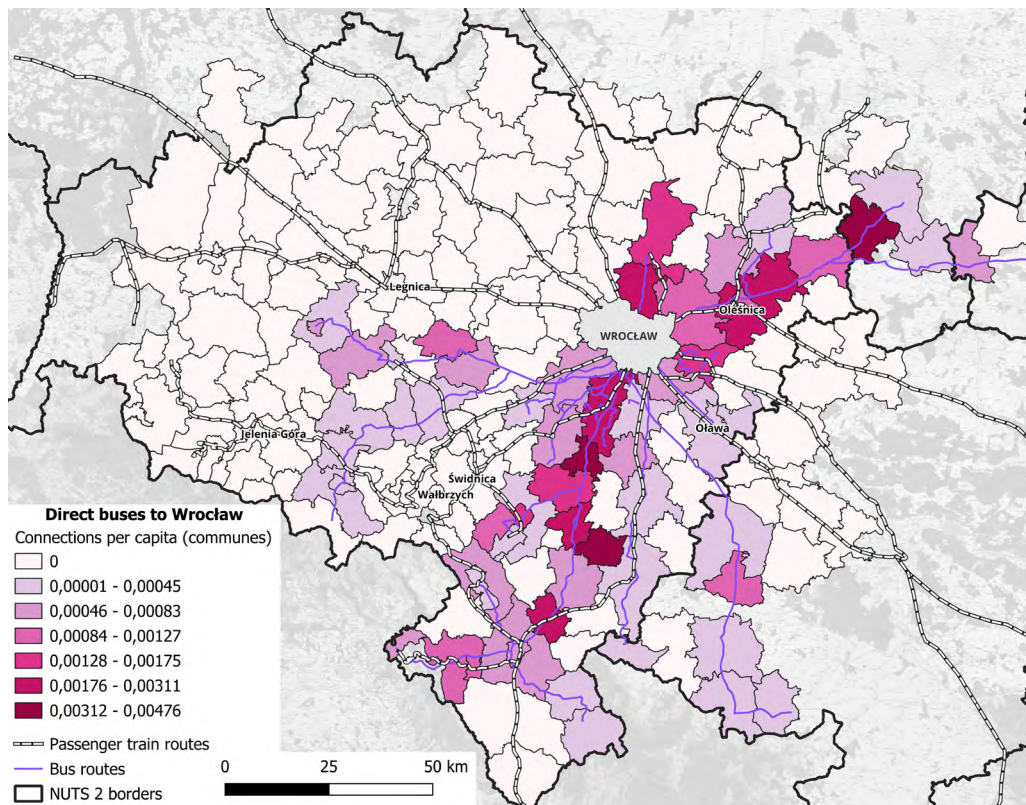 Legnica
WROCŁAW
Oleśnica
Jelenia Góra
Oława
Świdnica
Wałbrzych
Direct buses to Wrocław
Connections per capita (communes)
0
0,00001 - 0,00045
0,00046 - 0,00083
0,00084 - 0,00127
0,00128 - 0,00175
0,00176 - 0,00311
0,00312 - 0,00476
Passenger train routes
Bus routes
NUTS 2 borders
0 25 50 km